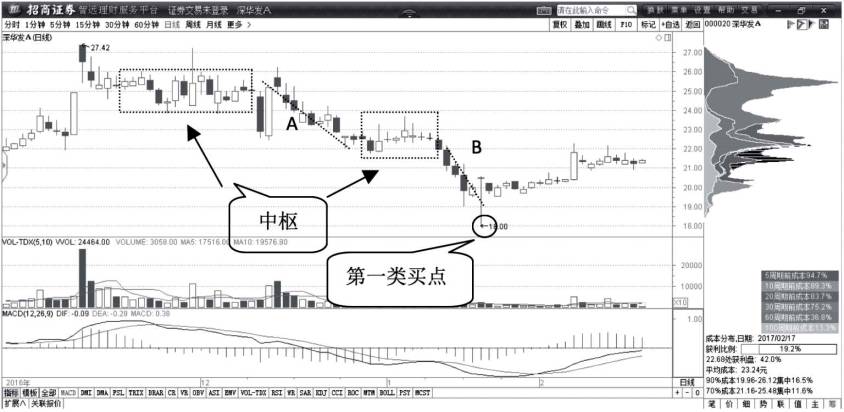 招商证券 智远理财服务平台 证券交易未登录 深华发A
请在此输入命令
分时 1分钟 5分钟 15分钟 30分钟 60分钟 日线 周线 月线 更多 >
复权 叠加 画线 F10 标记 +自选 返回
000020 深华发A
深华发A(日线)
27.42
27.00
26.00
25.00
24.00
23.00
22.00
21.00
20.00
19.00
18.00
A
B
中枢
18.00
第一类买点
VOL-TDX(5,10) VVOL: 24464.00 VOLUME: 3058.00 MA5: 17516.00 MA10: 19576.80
20000
10000
X10
MACD(12,26,9) DIF: -0.09 DEA: -0.28 MACD: 0.38
1.00
0.00
5周期前成本94.7%
10周期前成本89.3%
20周期前成本83.7%
30周期前成本75.2%
60周期前成本36.8%
100周期前成本13.3%
成本分布,日期: 2017/02/17
获利比例: 19.2%
22.68处获利盘: 42.0%
平均成本: 23.24元
90%成本19.96-26.12集中16.5%
70%成本21.16-25.48集中11.6%
2016年 12 1 2 日线
指标 模板 全部 MACD DMI DMA FSL TRIX BRAR CR VR OBV ASI EMV VOL-TDX RSI WR SAR KDJ CCI ROC MTM BOLL PSY MCST
扩展∧ 关联报价
笔 价 细 势 联 值 主 筹